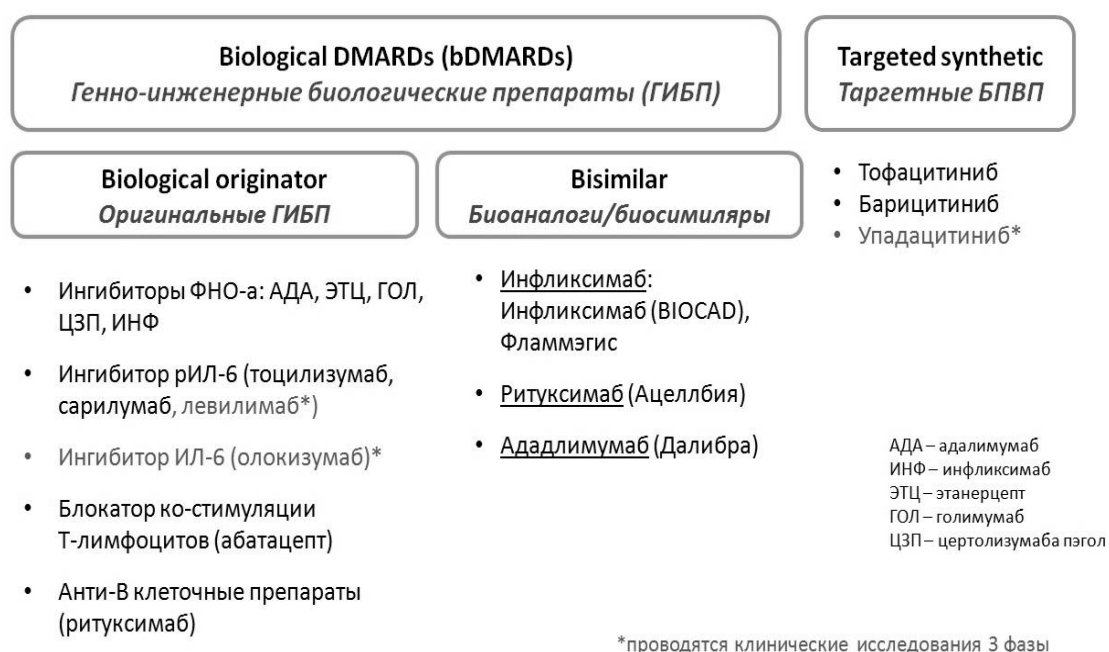 Biological DMARDs (bDMARDs)
Генно-инженерные биологические препараты (ГИБП)
Targeted synthetic
Таргетные БПВП
Biological originator
Оригинальные ГИБП
Bisimilar
Биоаналоги/биосимиляры
• Тофацитиниб
• Барицитиниб
• Упадацитиниб*
• Ингибиторы ФНО-а: АДА, ЭТЦ, ГОЛ,
ЦЗП, ИНФ
• Ингибитор рИЛ-6 (тоцилизумаб,
сарилумаб, левилимаб*)
• Ингибитор ИЛ-6 (олокизумаб)*
• Блокатор ко-стимуляции
Т-лимфоцитов (абатацепт)
• Анти-В клеточные препараты
(ритуксимаб)
• Инфликсимаб:
Инфликсимаб (BIOCAD),
Фламмэгис
• Ритуксимаб (Ацеллбия)
• Ададлимумаб (Далибра)
АДА – адалимумаб
ИНФ – инфликсимаб
ЭТЦ – этанерцепт
ГОЛ – голимумаб
ЦЗП – цертолизумаба пэгол
*проводятся клинические исследования 3 фазы